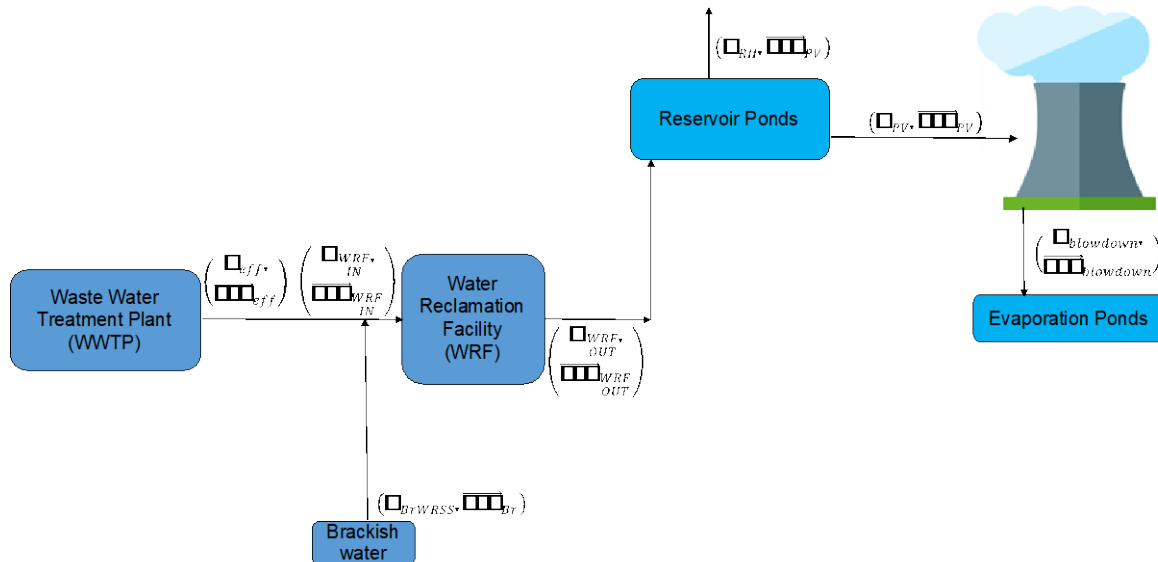 (□RH, □□□PV)
Reservoir Ponds
(□PV, □□□PV)
(□blowdown,
□□□blowdown)
Evaporation Ponds
(□eff,
□□□eff)
(□WRF,
IN
□□□WRF
IN)
Waste Water
Treatment Plant
(WWTP)
Water
Reclamation
Facility
(WRF)
(□WRF,
OUT
□□□WRF
OUT)
(□BrWRSS, □□□Br)
Brackish
water